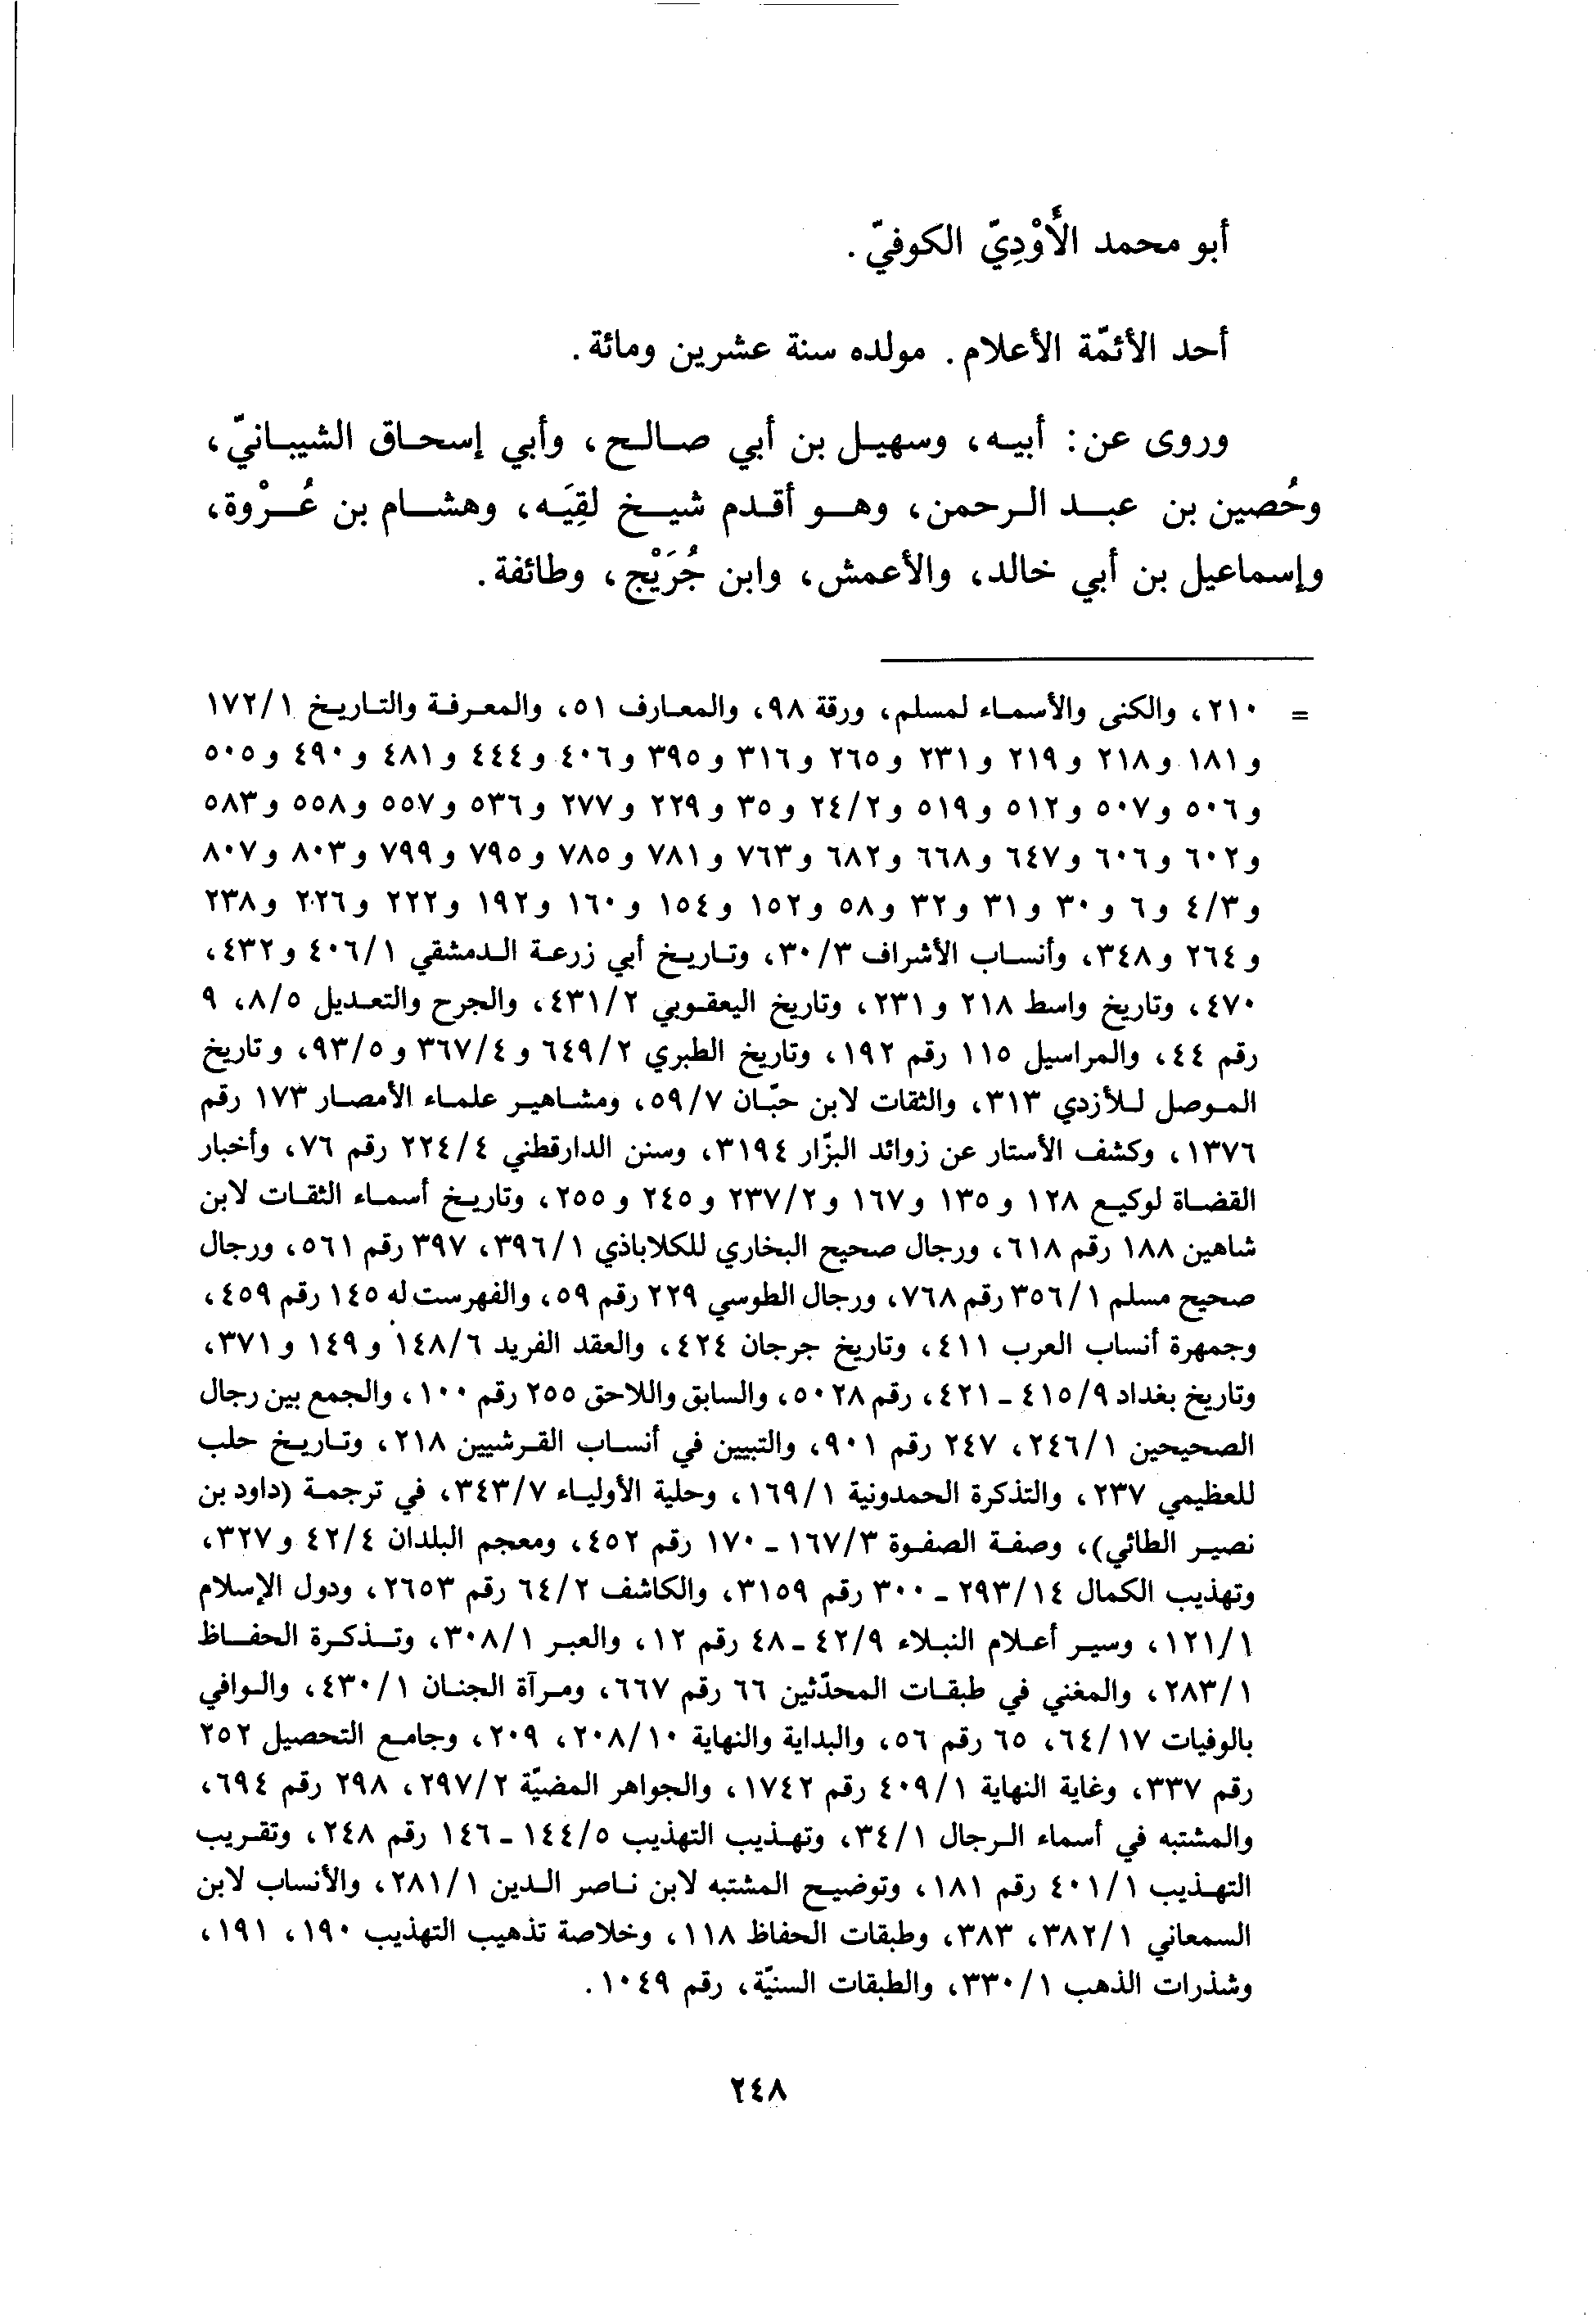 أبو محمد الأَوْدِيّ الكوفيّ.
أحد الأئمّة الأعلام. مولده سنة عشرين ومائة.
وروى عن: أبيه، وسهيل بن أبي صالح، وأبي إسحاق الشيبانيّ،
وحُصين بن عبد الرحمن، وهو أقدم شيخ لقِيَه، وهشام بن عُرْوة،
وإسماعيل بن أبي خالد، والأعمش، وابن جُرَيْج، وطائفة.
= ٢١٠، والكنى والأسماء لمسلم، ورقة ٩٨، والمعارف ٥١، والمعرفة والتاريخ ١٧٢/١
و١٨١ و٢١٨ و٢١٩ و٢٣١ و٢٦٥ و٣١٦ و٣٩٥ و٤٠٦ و٤٤٤ و٤٨١ و٤٩٠ و٥٠٥
و٥٠٦ و٥٠٧ و٥١٢ و٥١٩ و٢٤/٢ و٣٥ و٢٢٩ و٢٧٧ و٥٣٦ و٥٥٧ و٥٥٨ و٥٨٣
و٦٠٢ و٦٠٦ و٦٤٧ و٦٦٨ و٦٨٢ و٧٦٣ و٧٨١ و٧٨٥ و٧٩٥ و٧٩٩ و٨٠٣ و٨٠٧
و٤/٣ و٦ و٣٠ و٣١ و٣٢ و٥٨ و١٥٢ و١٥٤ و١٦٠ و١٩٢ و٢٢٢ و٢٢٦ و٢٣٨
و٢٦٤ و٣٤٨، وأنساب الأشراف ٣٠/٣، وتاريخ أبي زرعة الدمشقي ٤٠٦/١ و٤٣٢،
٤٧٠، وتاريخ واسط ٢١٨ و٢٣١، وتاريخ اليعقوبي ٤٣١/٢، والجرح والتعديل ٨/٥، ٩
رقم ٤٤، والمراسيل ١١٥ رقم ١٩٢، وتاريخ الطبري ٦٤٩/٢ و٣٦٧/٤ و٩٣/٥، وتاريخ
الموصل للأزدي ٣١٣، والثقات لابن حبّان ٥٩/٧، ومشاهير علماء الأمصار ١٧٣ رقم
١٣٧٦، وكشف الأستار عن زوائد البزّار ٣١٩٤، وسنن الدارقطني ٢٢٤/٤ رقم ٧٦، وأخبار
القضاة لوكيع ١٢٨ و١٣٥ و١٦٧ و٢٣٧/٢ و٢٤٥ و٢٥٥، وتاريخ أسماء الثقات لابن
شاهين ١٨٨ رقم ٦١٨، ورجال صحيح البخاري للكلاباذي ٣٩٦/١، ٣٩٧ رقم ٥٦١، ورجال
صحيح مسلم ٣٥٦/١ رقم ٧٦٨، ورجال الطوسي ٢٢٩ رقم ٥٩، والفهرست له ١٤٥ رقم ٤٥٩،
وجمهرة أنساب العرب ٤١١، وتاريخ جرجان ٤٢٤، والعقد الفريد ١٤٨/٦ و١٤٩ و٣٧١،
وتاريخ بغداد ٤١٥/٩ - ٤٢١، رقم ٥٠٢٨، والسابق واللاحق ٢٥٥ رقم ١٠٠، والجمع بين رجال
الصحيحين ٢٤٦/١، ٢٤٧ رقم ٩٠١، والتبيين في أنساب القرشيين ٢١٨، وتاريخ حلب
للعظيمي ٢٣٧، والتذكرة الحمدونية ١٦٩/١، وحلية الأولياء ٣٤٣/٧، في ترجمة (داود بن
نصير الطائي)، وصفة الصفوة ١٦٧/٣ - ١٧٠ رقم ٤٥٢، ومعجم البلدان ٤٢/٤ و٣٢٧،
وتهذيب الكمال ٢٩٣/١٤ - ٣٠٠ رقم ٣١٥٩، والكاشف ٦٤/٢ رقم ٢٦٥٣، ودول الإسلام
١٢١/١، وسير أعلام النبلاء ٤٢/٩ - ٤٨ رقم ١٢، والعبر ٣٠٨/١، وتذكرة الحفاظ
٢٨٣/١، والمغني في طبقات المحدّثين ٦٦ رقم ٦٦٧، ومرآة الجنان ٤٣٠/١، والوافي
بالوفيات ٦٤/١٧، ٦٥ رقم ٥٦، والبداية والنهاية ٢٠٨/١٠، ٢٠٩، وجامع التحصيل ٢٥٢
رقم ٣٣٧، وغاية النهاية ٤٠٩/١ رقم ١٧٤٢، والجواهر المضيّة ٢٩٧/٢، ٢٩٨ رقم ٦٩٤،
والمشتبه في أسماء الرجال ٣٤/١، وتهذيب التهذيب ١٤٤/٥ - ١٤٦ رقم ٢٤٨، وتقريب
التهذيب ٤٠١/١ رقم ١٨١، وتوضيح المشتبه لابن ناصر الدين ٢٨١/١، والأنساب لابن
السمعاني ٣٨٢/١، ٣٨٣، وطبقات الحفاظ ١١٨، وخلاصة تذهيب التهذيب ١٩٠، ١٩١،
وشذرات الذهب ٣٣٠/١، والطبقات السنيّة، رقم ١٠٤٩.
٢٤٨